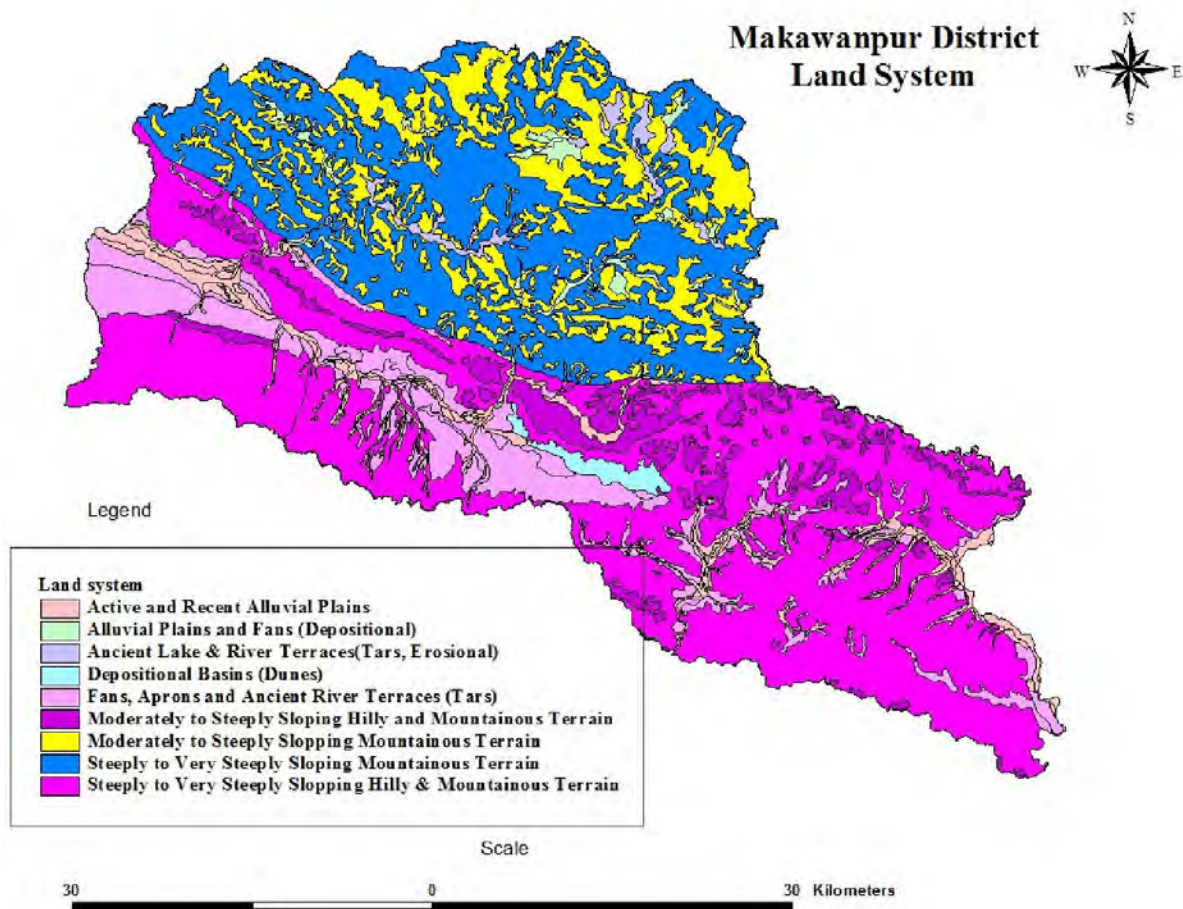 Makawanpur District
Land System
N
W E
S
Legend
Land system
Active and Recent Alluvial Plains
Alluvial Plains and Fans (Depositional)
Ancient Lake & River Terraces(Tars, Erosional)
Depositional Basins (Dunes)
Fans, Aprons and Ancient River Terraces (Tars)
Moderately to Steeply Sloping Hilly and Mountainous Terrain
Moderately to Steeply Slopping Mountainous Terrain
Steeply to Very Steeply Sloping Mountainous Terrain
Steeply to Very Steeply Slopping Hilly & Mountainous Terrain
Scale
30 0 30 Kilometers